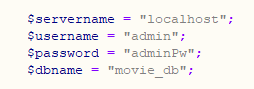 $servername = "localhost";
$username = "admin";
$password = "adminPw";
$dbname = "movie_db";